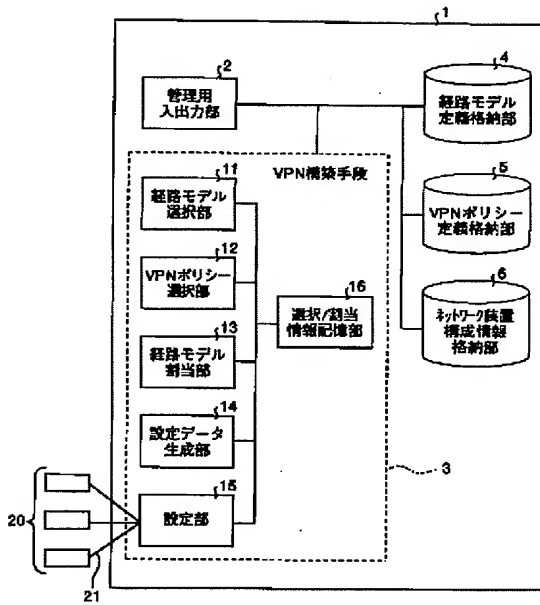 1
2
管理用
入出力部
4
経路モデル
定義格納部
VPN構築手段
5
VPNポリシー
定義格納部
6
ネットワーク装置
構成情報
格納部
11
経路モデル
選択部
12
VPNポリシー
選択部
13
経路モデル
割当部
14
設定データ
生成部
15
設定部
16
選択/割当
情報記憶部
3
20
21